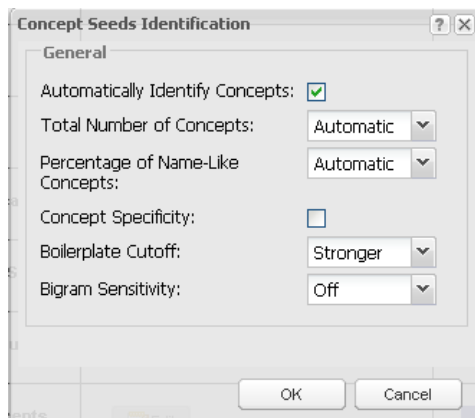 Concept Seeds Identification
General
Automatically Identify Concepts:
Total Number of Concepts: Automatic
Percentage of Name-Like Automatic
Concepts:
Concept Specificity:
Boilerplate Cutoff: Stronger
Bigram Sensitivity: Off
OK Cancel